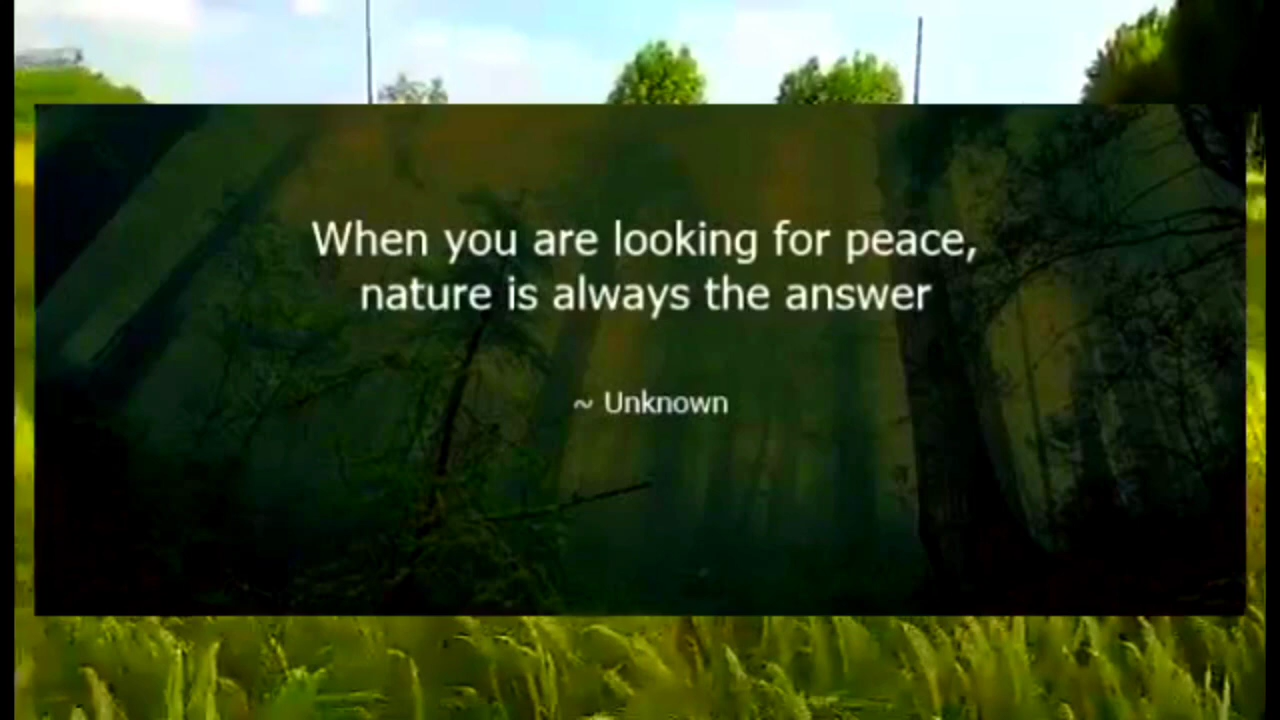 When you are looking for peace,
nature is always the answer
~ Unknown